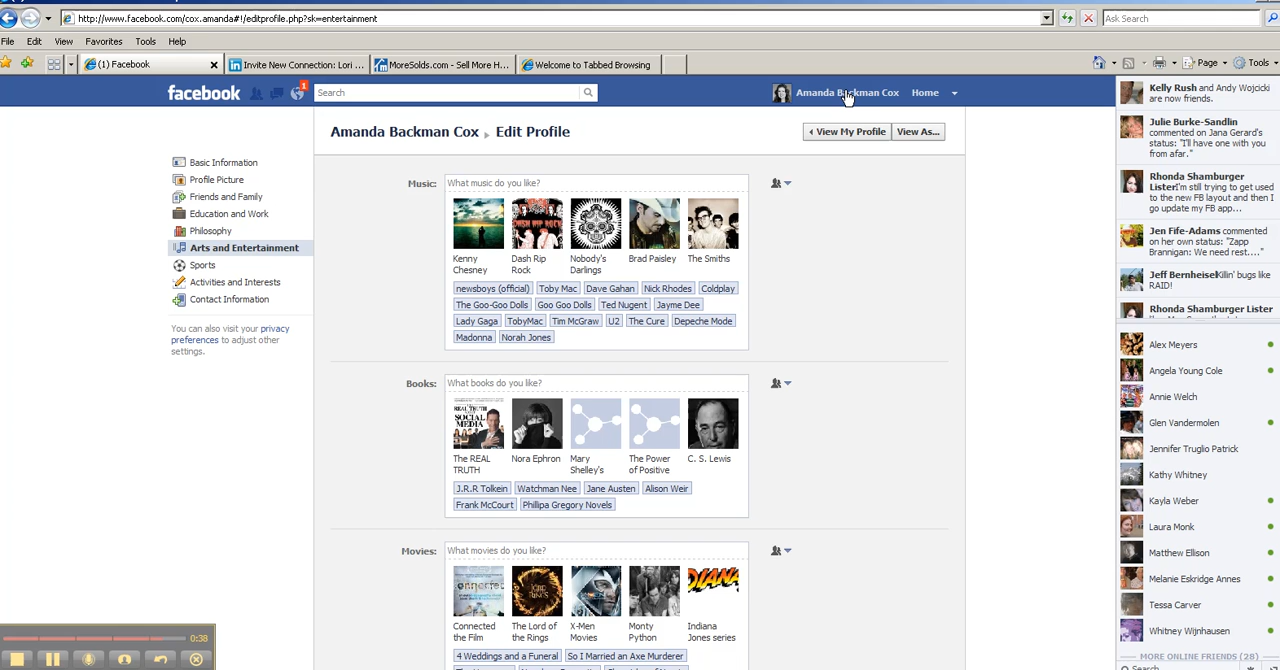 http://www.facebook.com/cox.amanda#!/editprofile.php?sk=entertainment
Ask Search
File Edit View Favorites Tools Help
(1) Facebook
Invite New Connection: Lori ...
MoreSolds.com - Sell More H...
Welcome to Tabbed Browsing
Page
Tools
facebook
1
Search
Amanda Backman Cox
Home
Amanda Backman Cox
Edit Profile
View My Profile
View As...
Basic Information
Profile Picture
Friends and Family
Education and Work
Philosophy
Arts and Entertainment
Sports
Activities and Interests
Contact Information
You can also visit your privacy
preferences to adjust other
settings.
Music:
What music do you like?
Kenny
Chesney
Dash Rip
Rock
Nobody's
Darlings
Brad Paisley
The Smiths
newsboys (official) Toby Mac Dave Gahan Nick Rhodes Coldplay
The Goo-Goo Dolls Goo Goo Dolls Ted Nugent Jayme Dee
Lady Gaga TobyMac Tim McGraw U2 The Cure Depeche Mode
Madonna Norah Jones
Books:
What books do you like?
REAL TRUTH
SOCIAL
MEDIA
The REAL
TRUTH
Nora Ephron
Mary
Shelley's
The Power
of Positive
C. S. Lewis
J.R.R Tolkein Watchman Nee Jane Austen Alison Weir
Frank McCourt Phillipa Gregory Novels
Movies:
What movies do you like?
Connected
the Film
The Lord of
the Rings
X-Men
Movies
Monty
Python
INDIANA
Indiana
Jones series
4 Weddings and a Funeral So I Married an Axe Murderer
Kelly Rush and Andy Wojcicki
are now friends.
Julie Burke-Sandlin
commented on Jana Gerard's
status: "I'll have one with you
from afar."
Rhonda Shamburger
ListerI'm still trying to get used
to the new FB layout and then I
go update my FB app...
Jen Fife-Adams commented
on her own status: "Zapp
Brannigan: We need rest...."
Jeff BernheiselKillin' bugs like
RAID!
Rhonda Shamburger Lister
Alex Meyers
Angela Young Cole
Annie Welch
Glen Vandermolen
Jennifer Truglio Patrick
Kathy Whitney
Kayla Weber
Laura Monk
Matthew Ellison
Melanie Eskridge Annes
Tessa Carver
Whitney Wijnhausen
MORE ONLINE FRIENDS (28)
Search
0:38